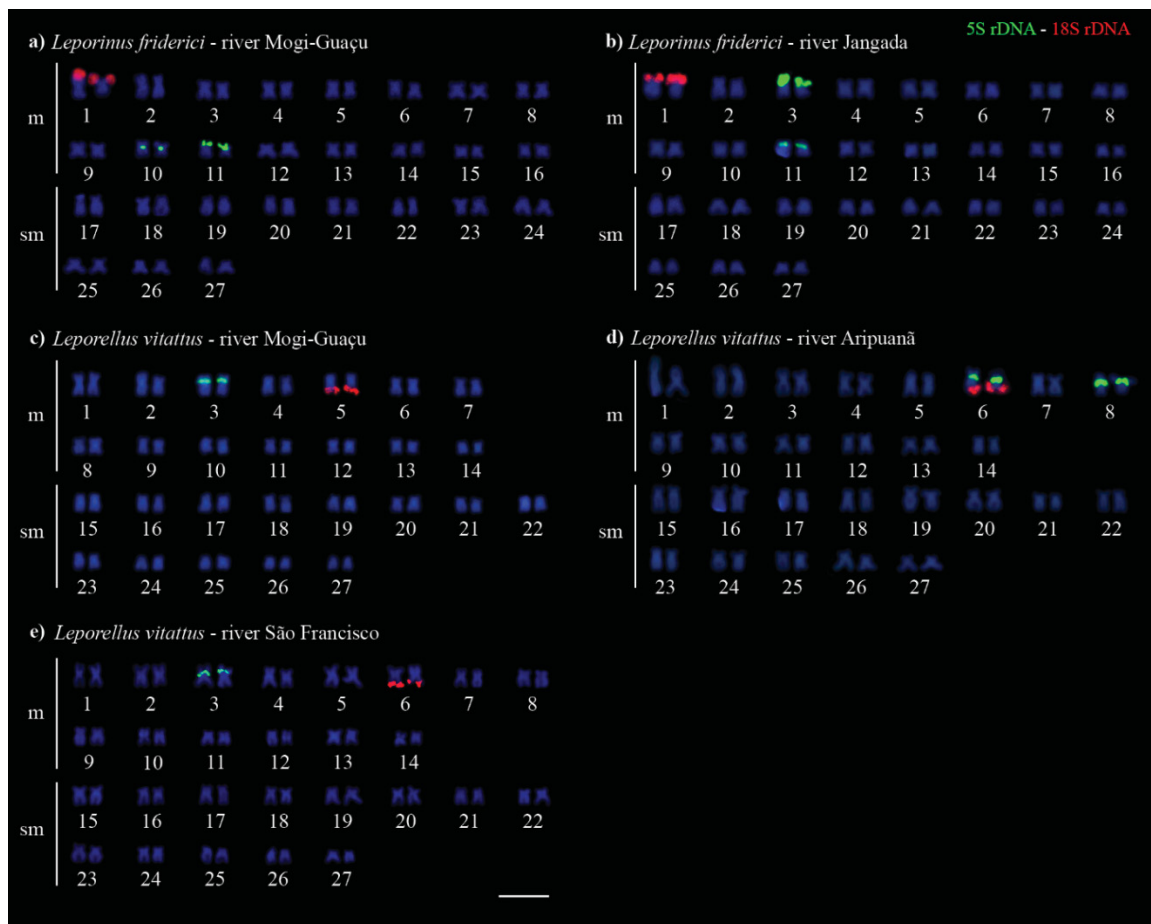 5S rDNA - 18S rDNA
a) Leporinus friderici - river Mogi-Guaçu
m
1 2 3 4 5 6 7 8
9 10 11 12 13 14 15 16
sm
17 18 19 20 21 22 23 24
25 26 27
b) Leporinus friderici - river Jangada
m
1 2 3 4 5 6 7 8
9 10 11 12 13 14 15 16
sm
17 18 19 20 21 22 23 24
25 26 27
c) Leporellus vitattus - river Mogi-Guaçu
m
1 2 3 4 5 6 7
8 9 10 11 12 13 14
sm
15 16 17 18 19 20 21 22
23 24 25 26 27
d) Leporellus vitattus - river Aripuanã
m
1 2 3 4 5 6 7 8
9 10 11 12 13 14
sm
15 16 17 18 19 20 21 22
23 24 25 26 27
e) Leporellus vitattus - river São Francisco
m
1 2 3 4 5 6 7 8
9 10 11 12 13 14
sm
15 16 17 18 19 20 21 22
23 24 25 26 27